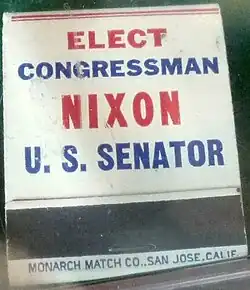 ELECT
CONGRESSMAN
NIXON
U. S. SENATOR
MONARCH MATCH CO., SAN JOSE, CALIF.